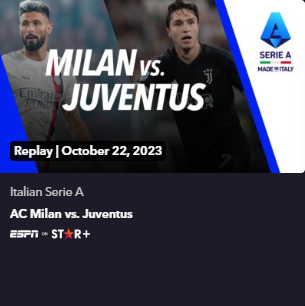 MILAN VS.
JUVENTUS
SERIE A
MADE IN ITALY
Replay | October 22, 2023
Italian Serie A
AC Milan vs. Juventus
ESPN ON ST★R+